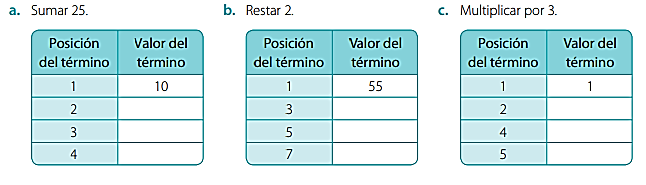 a. Sumar 25.
Posición del término Valor del término
1 10
2
3
4
b. Restar 2.
Posición del término Valor del término
1 55
3
5
7
c. Multiplicar por 3.
Posición del término Valor del término
1 1
2
4
5